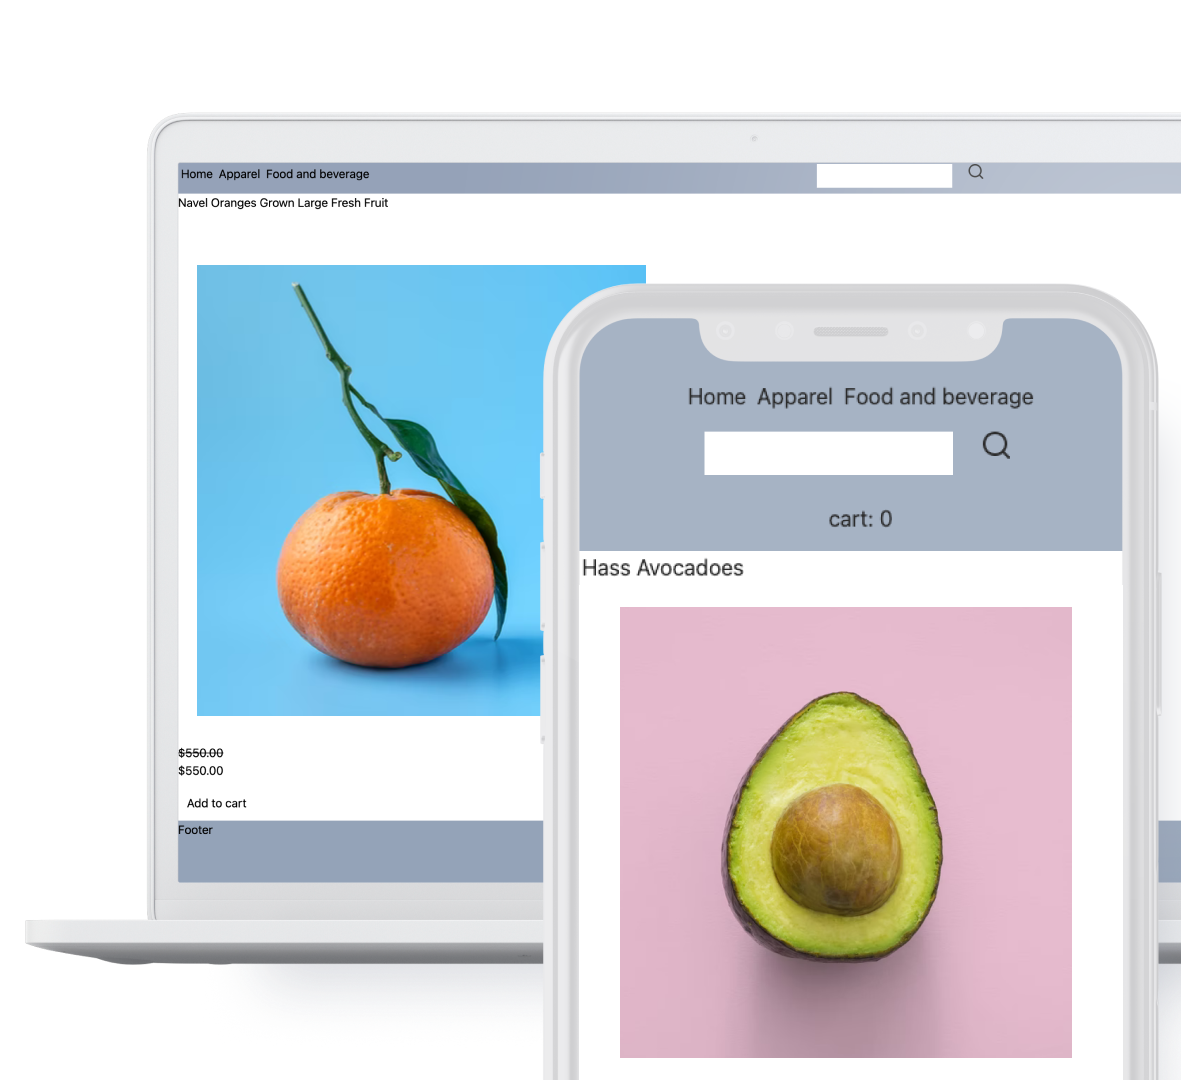 Home Apparel Food and beverage
Navel Oranges Grown Large Fresh Fruit
$550.00
$550.00
Add to cart
Footer
Home Apparel Food and beverage
cart: 0
Hass Avocadoes